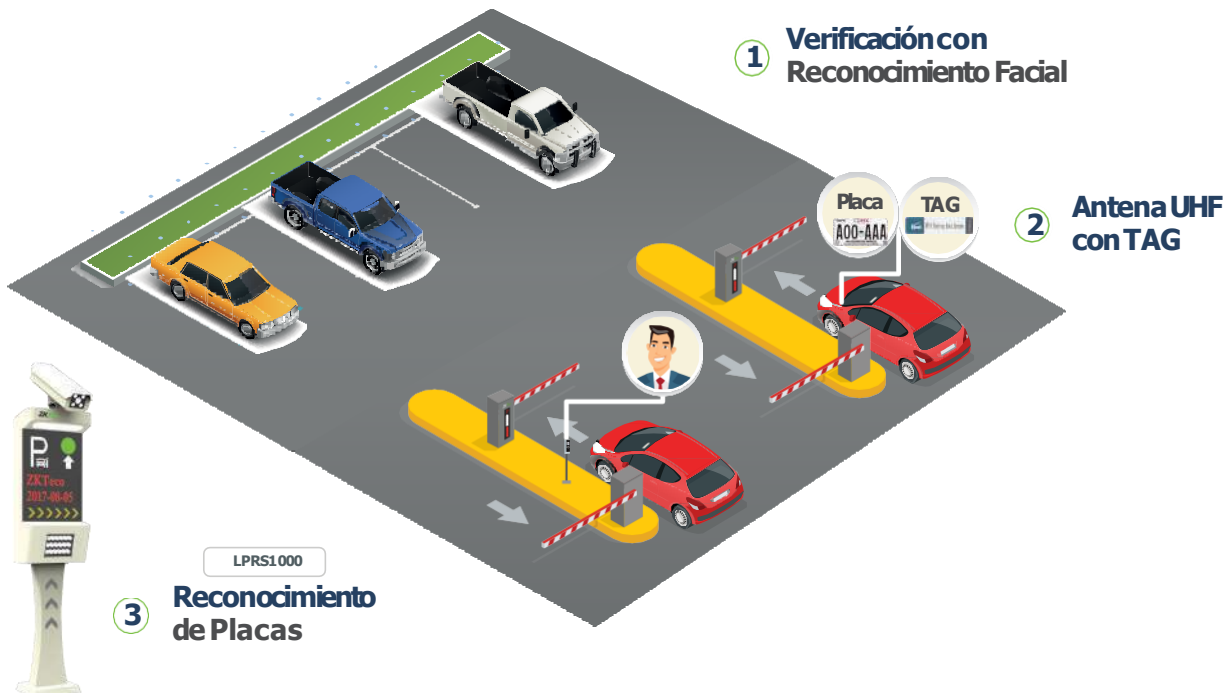 1
Verificación con
Reconocimiento Facial
Placa
A00-AAA
TAG
2
Antena UHF
con TAG
ZK
P
ZKTeco
2017-08-05
>>>>>>
LPRS1000
3
Reconocimiento
de Placas